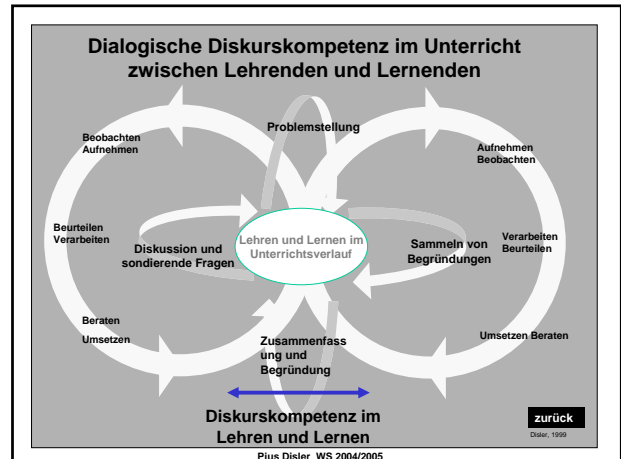 Dialogische Diskurskompetenz im Unterricht
zwischen Lehrenden und Lernenden
Problemstellung
Beobachten
Aufnehmen
Aufnehmen
Beobachten
Beurteilen
Verarbeiten
Diskussion und
sondierende Fragen
Lehren und Lernen im
Unterrichtsverlauf
Sammeln von
Begründungen
Verarbeiten
Beurteilen
Beraten
Umsetzen
Zusammenfass
ung und
Begründung
Umsetzen Beraten
Diskurskompetenz im
Lehren und Lernen
zurück
Disler, 1999
Pius Disler WS 2004/2005